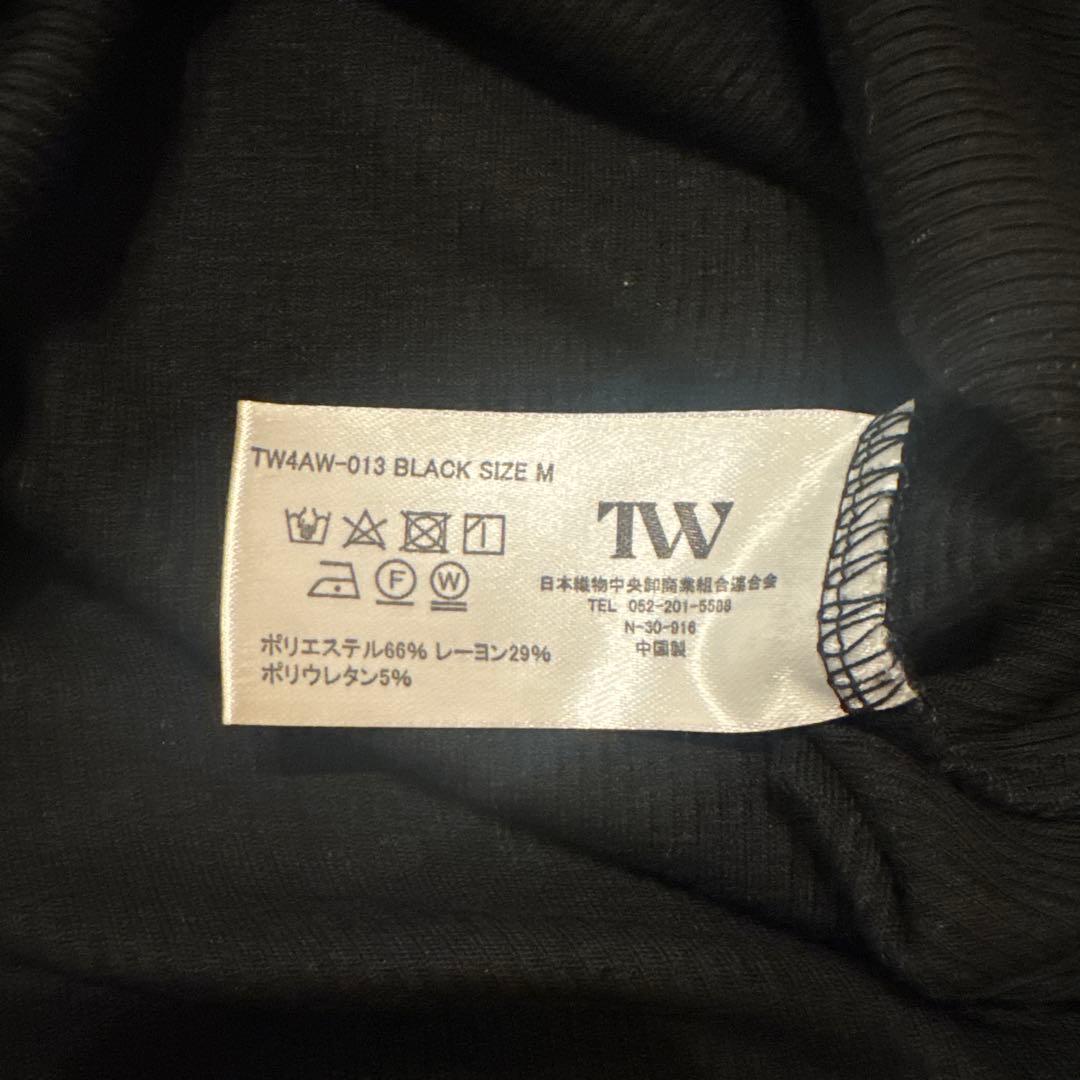 TW4AW-013 BLACK SIZE M
F W
ポリエステル66% レーヨン29%
ポリウレタン5%
TW
日本織物中央卸商業組合連合会
TEL 052-201-5588
N-30-916
中国製